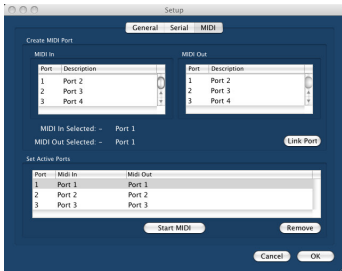 Setup
General Serial MIDI
Create MIDI Port
MIDI In MIDI Out
Port Description Port Description
1 Port 2 1 Port 2
2 Port 3 2 Port 3
3 Port 4 3 Port 4
MIDI In Selected: – Port 1
MIDI Out Selected: – Port 1
Link Port
Set Active Ports
Port Midi In Midi Out
1 Port 1 Port 1
2 Port 2 Port 2
3 Port 3 Port 3
Start MIDI Remove
Cancel OK